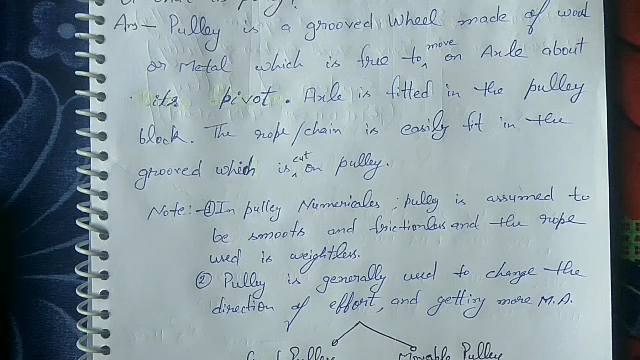 Ans- Pulley is a grooved Wheel made of wood
or Metal which is free to move on Axle about
its pivot. Axle is fitted in the pulley
block. The rope/chain is easily fit in the
grooved which is cut on pulley.
Note:- ① In pulley Numericales, pulley is assumed to
be smooth and frictionless and the rope
used is weightless.
② Pulley is generally used to change the
direction of effort, and getting more M.A.
Movable Pulley